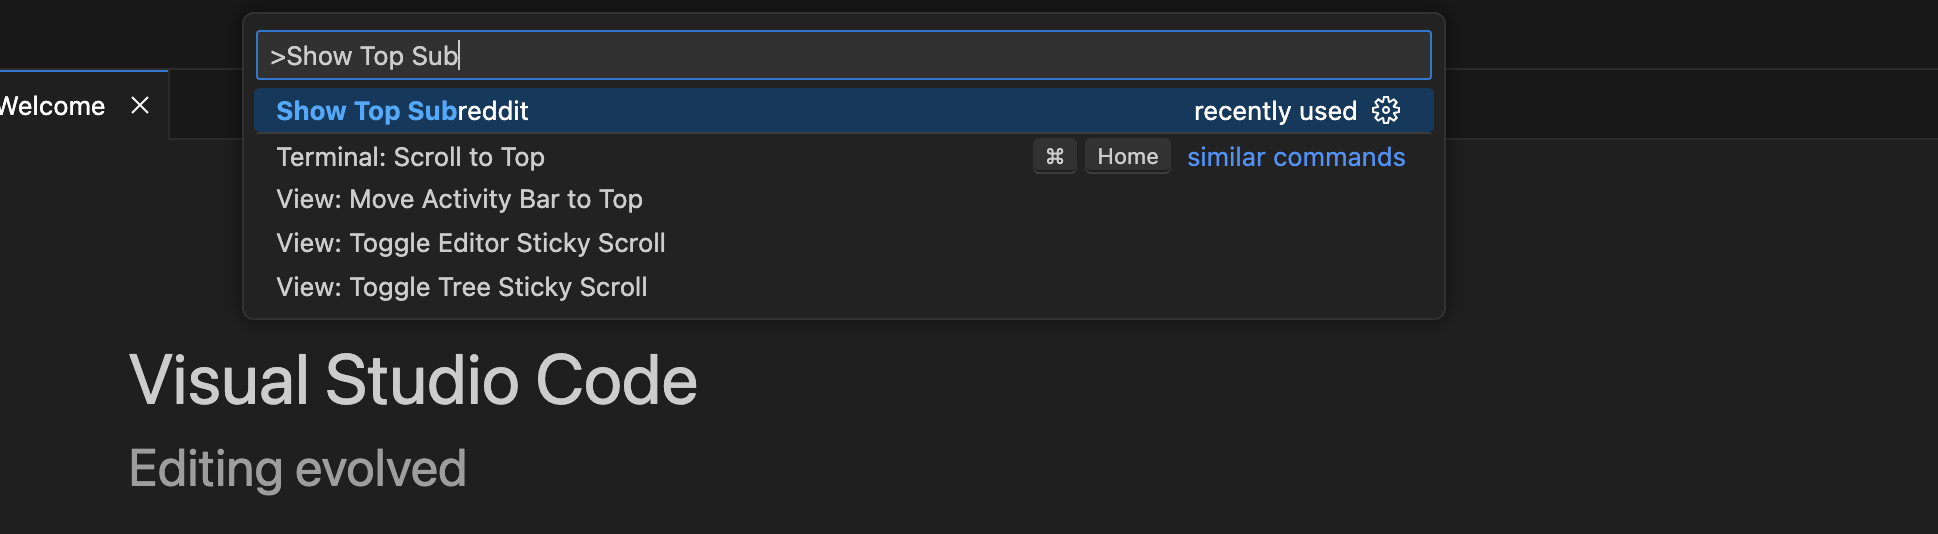 >Show Top Sub
Welcome
Show Top Subreddit recently used
Terminal: Scroll to Top ⌘ Home similar commands
View: Move Activity Bar to Top
View: Toggle Editor Sticky Scroll
View: Toggle Tree Sticky Scroll
Visual Studio Code
Editing evolved